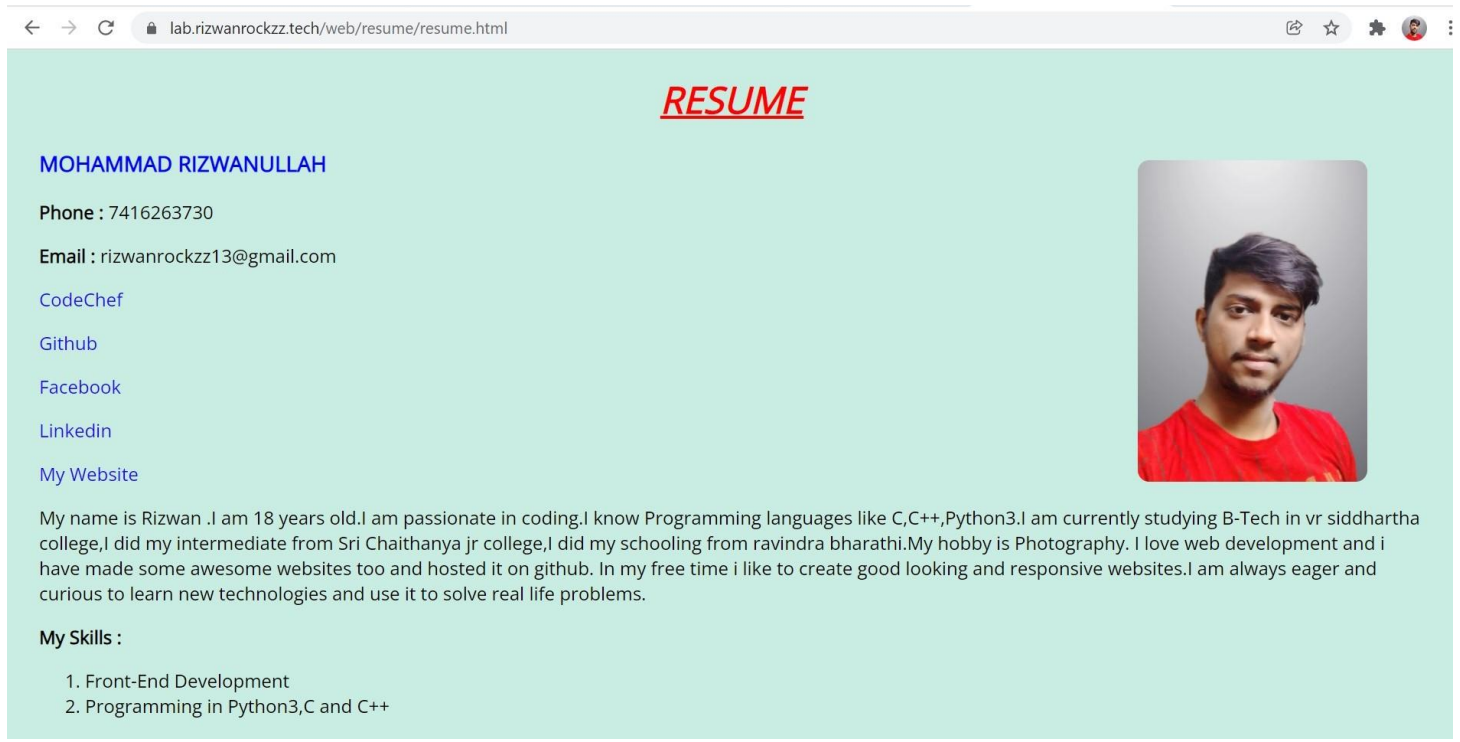 lab.rizwanrockzz.tech/web/resume/resume.html
RESUME
MOHAMMAD RIZWANULLAH
Phone : 7416263730
Email : rizwanrockzz13@gmail.com
CodeChef
Github
Facebook
Linkedin
My Website
My name is Rizwan .I am 18 years old.I am passionate in coding.I know Programming languages like C,C++,Python3.I am currently studying B-Tech in vr siddhartha
college,I did my intermediate from Sri Chaithanya jr college,I did my schooling from ravindra bharathi.My hobby is Photography. I love web development and i
have made some awesome websites too and hosted it on github. In my free time i like to create good looking and responsive websites.I am always eager and
curious to learn new technologies and use it to solve real life problems.
My Skills :
1. Front-End Development
2. Programming in Python3,C and C++